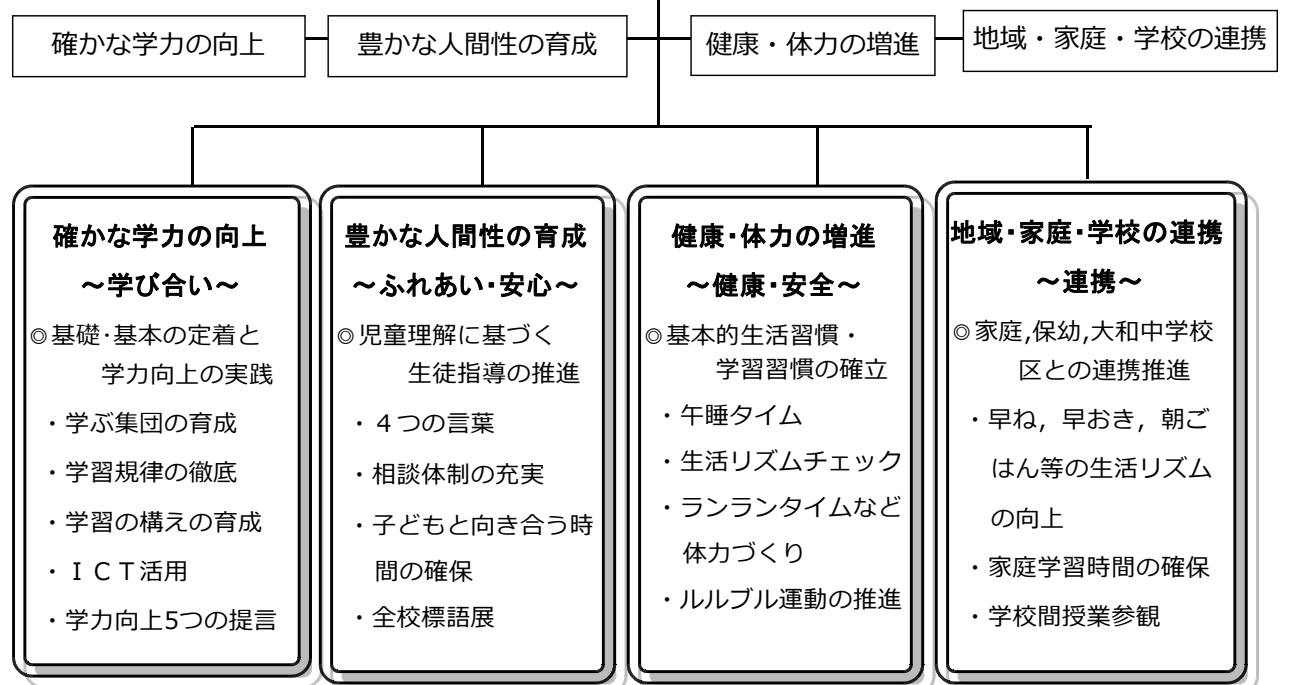 確かな学力の向上
豊かな人間性の育成
健康・体力の増進
地域・家庭・学校の連携
確かな学力の向上
～学び合い～
◎基礎・基本の定着と
学力向上の実践
・学ぶ集団の育成
・学習規律の徹底
・学習の構えの育成
・ＩＣＴ活用
・学力向上5つの提言
豊かな人間性の育成
～ふれあい・安心～
◎児童理解に基づく
生徒指導の推進
・４つの言葉
・相談体制の充実
・子どもと向き合う時
間の確保
・全校標語展
健康・体力の増進
～健康・安全～
◎基本的生活習慣・
学習習慣の確立
・午睡タイム
・生活リズムチェック
・ランランタイムなど
体力づくり
・ルルブル運動の推進
地域・家庭・学校の連携
～連携～
◎家庭,保幼,大和中学校
区との連携推進
・早ね，早おき，朝ご
はん等の生活リズム
の向上
・家庭学習時間の確保
・学校間授業参観